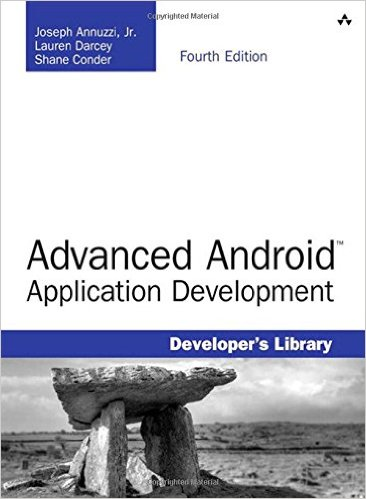 Copyrighted Material
Joseph Annuzzi, Jr.
Lauren Darcey
Shane Conder
Fourth Edition
Advanced Android™
Application Development
Developer's Library
Copyrighted Material